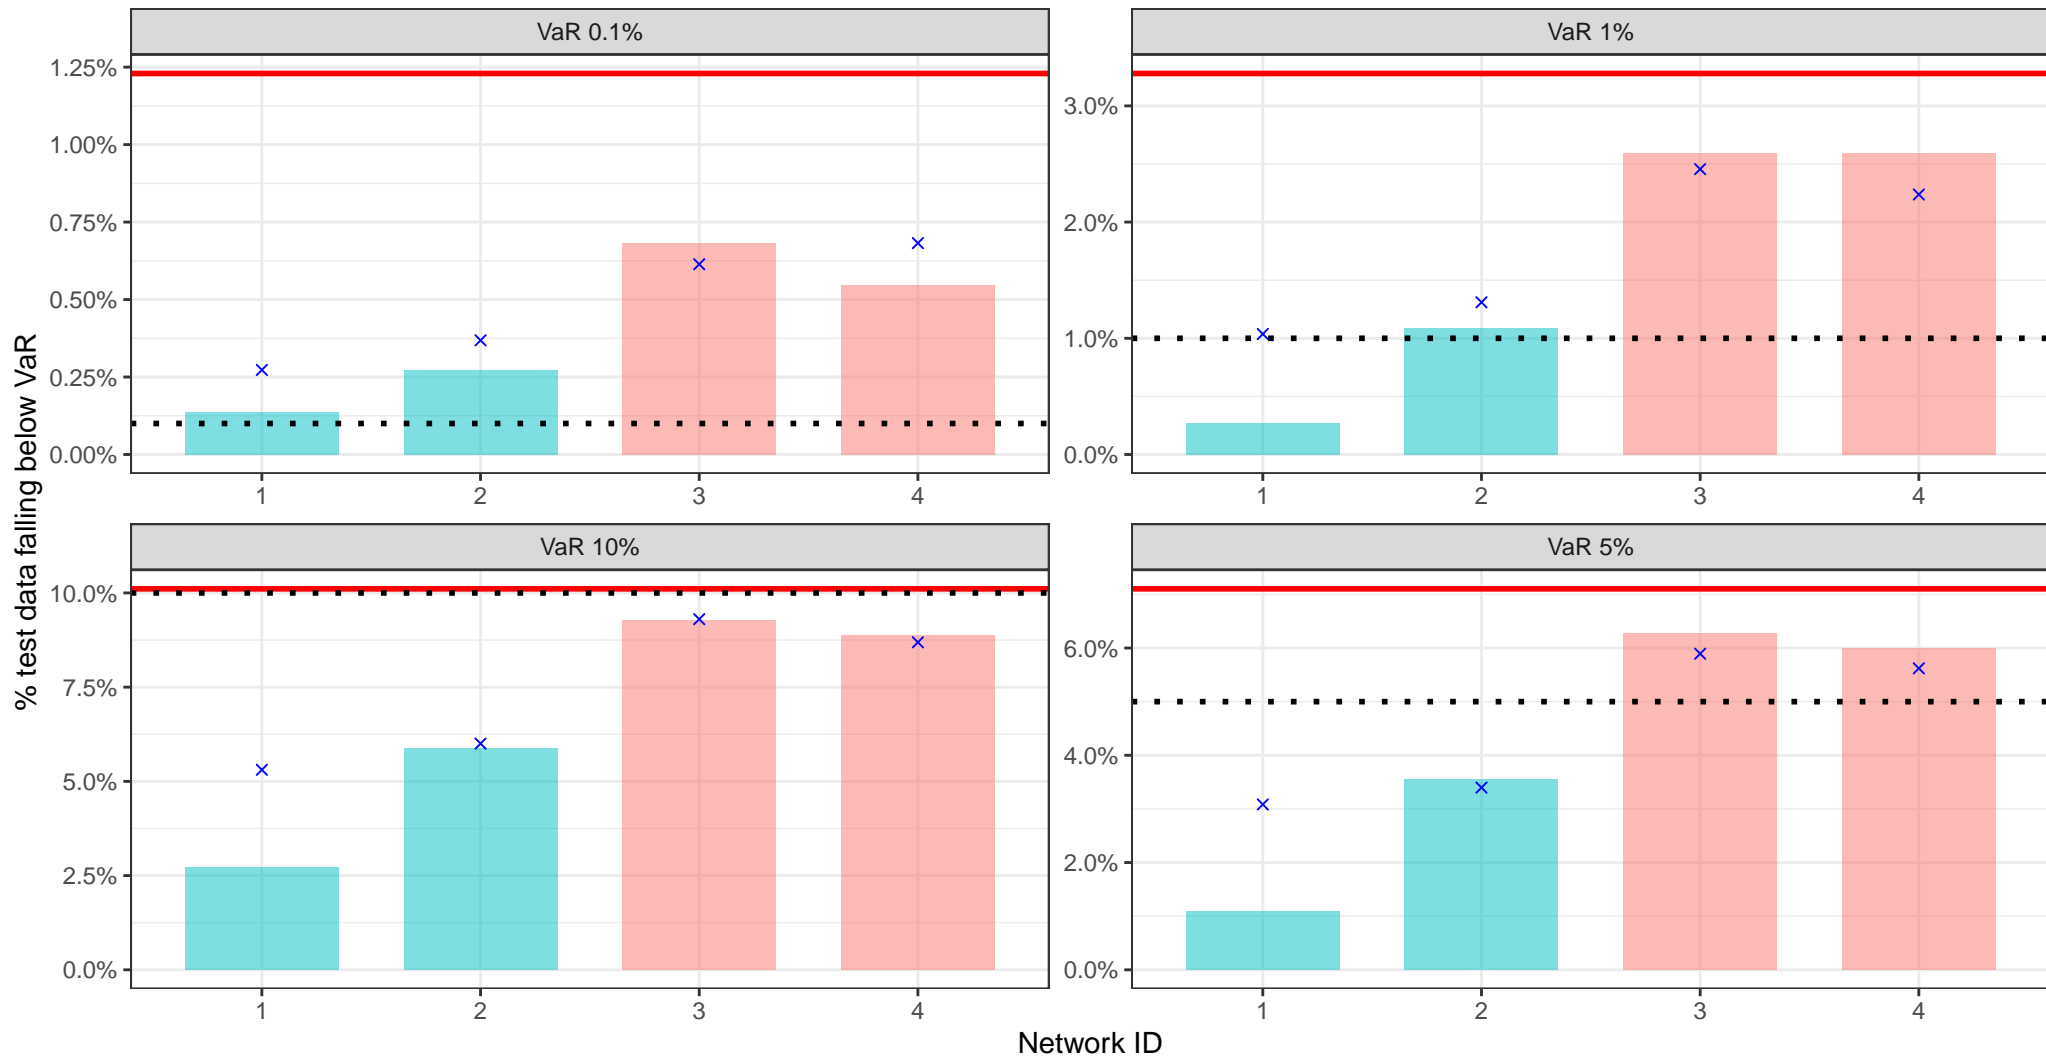 VaR 0.1%
1.25%
1.00%
0.75%
0.50%
0.25%
0.00%
1 2 3 4
VaR 1%
3.0%
2.0%
1.0%
0.0%
1 2 3 4
VaR 10%
10.0%
7.5%
5.0%
2.5%
0.0%
1 2 3 4
VaR 5%
6.0%
4.0%
2.0%
0.0%
1 2 3 4
% test data falling below VaR
Network ID